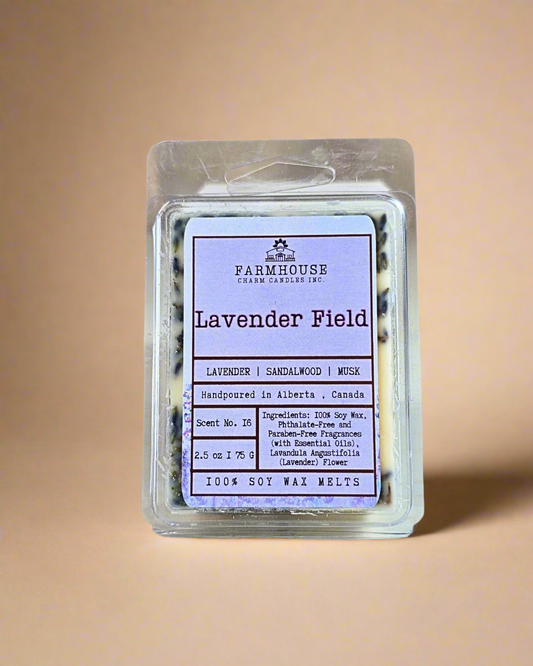 FARMHOUSE
CHARM CANDLES INC.
Lavender Field
LAVENDER | SANDALWOOD | MUSK
Handpoured in Alberta , Canada
Scent No. 16
2.5 oz | 75 G
Ingredients: 100% Soy Wax,
Phthalate-Free and
Paraben-Free Fragrances
(with Essential Oils),
Lavandula Angustifolia
(Lavender) Flower
100% SOY WAX MELTS